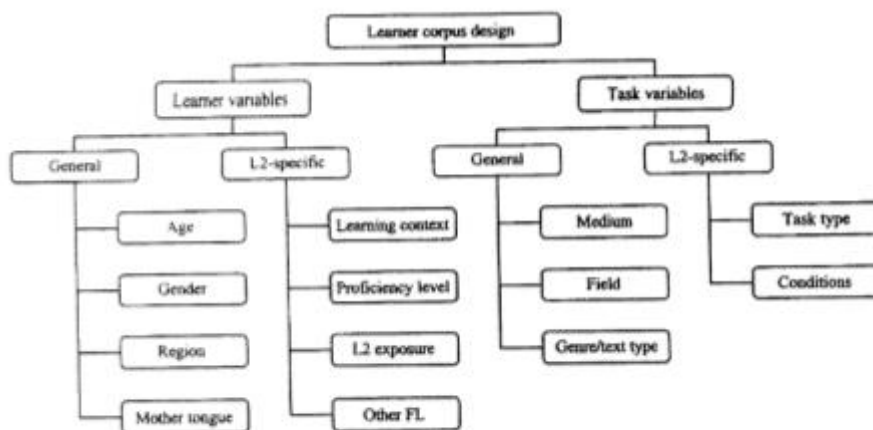 Learner corpus design
Learner variables
Task variables
General
L2-specific
General
L2-specific
Age
Gender
Region
Mother tongue
Learning context
Proficiency level
L2 exposure
Other FL
Medium
Field
Genre/text type
Task type
Conditions